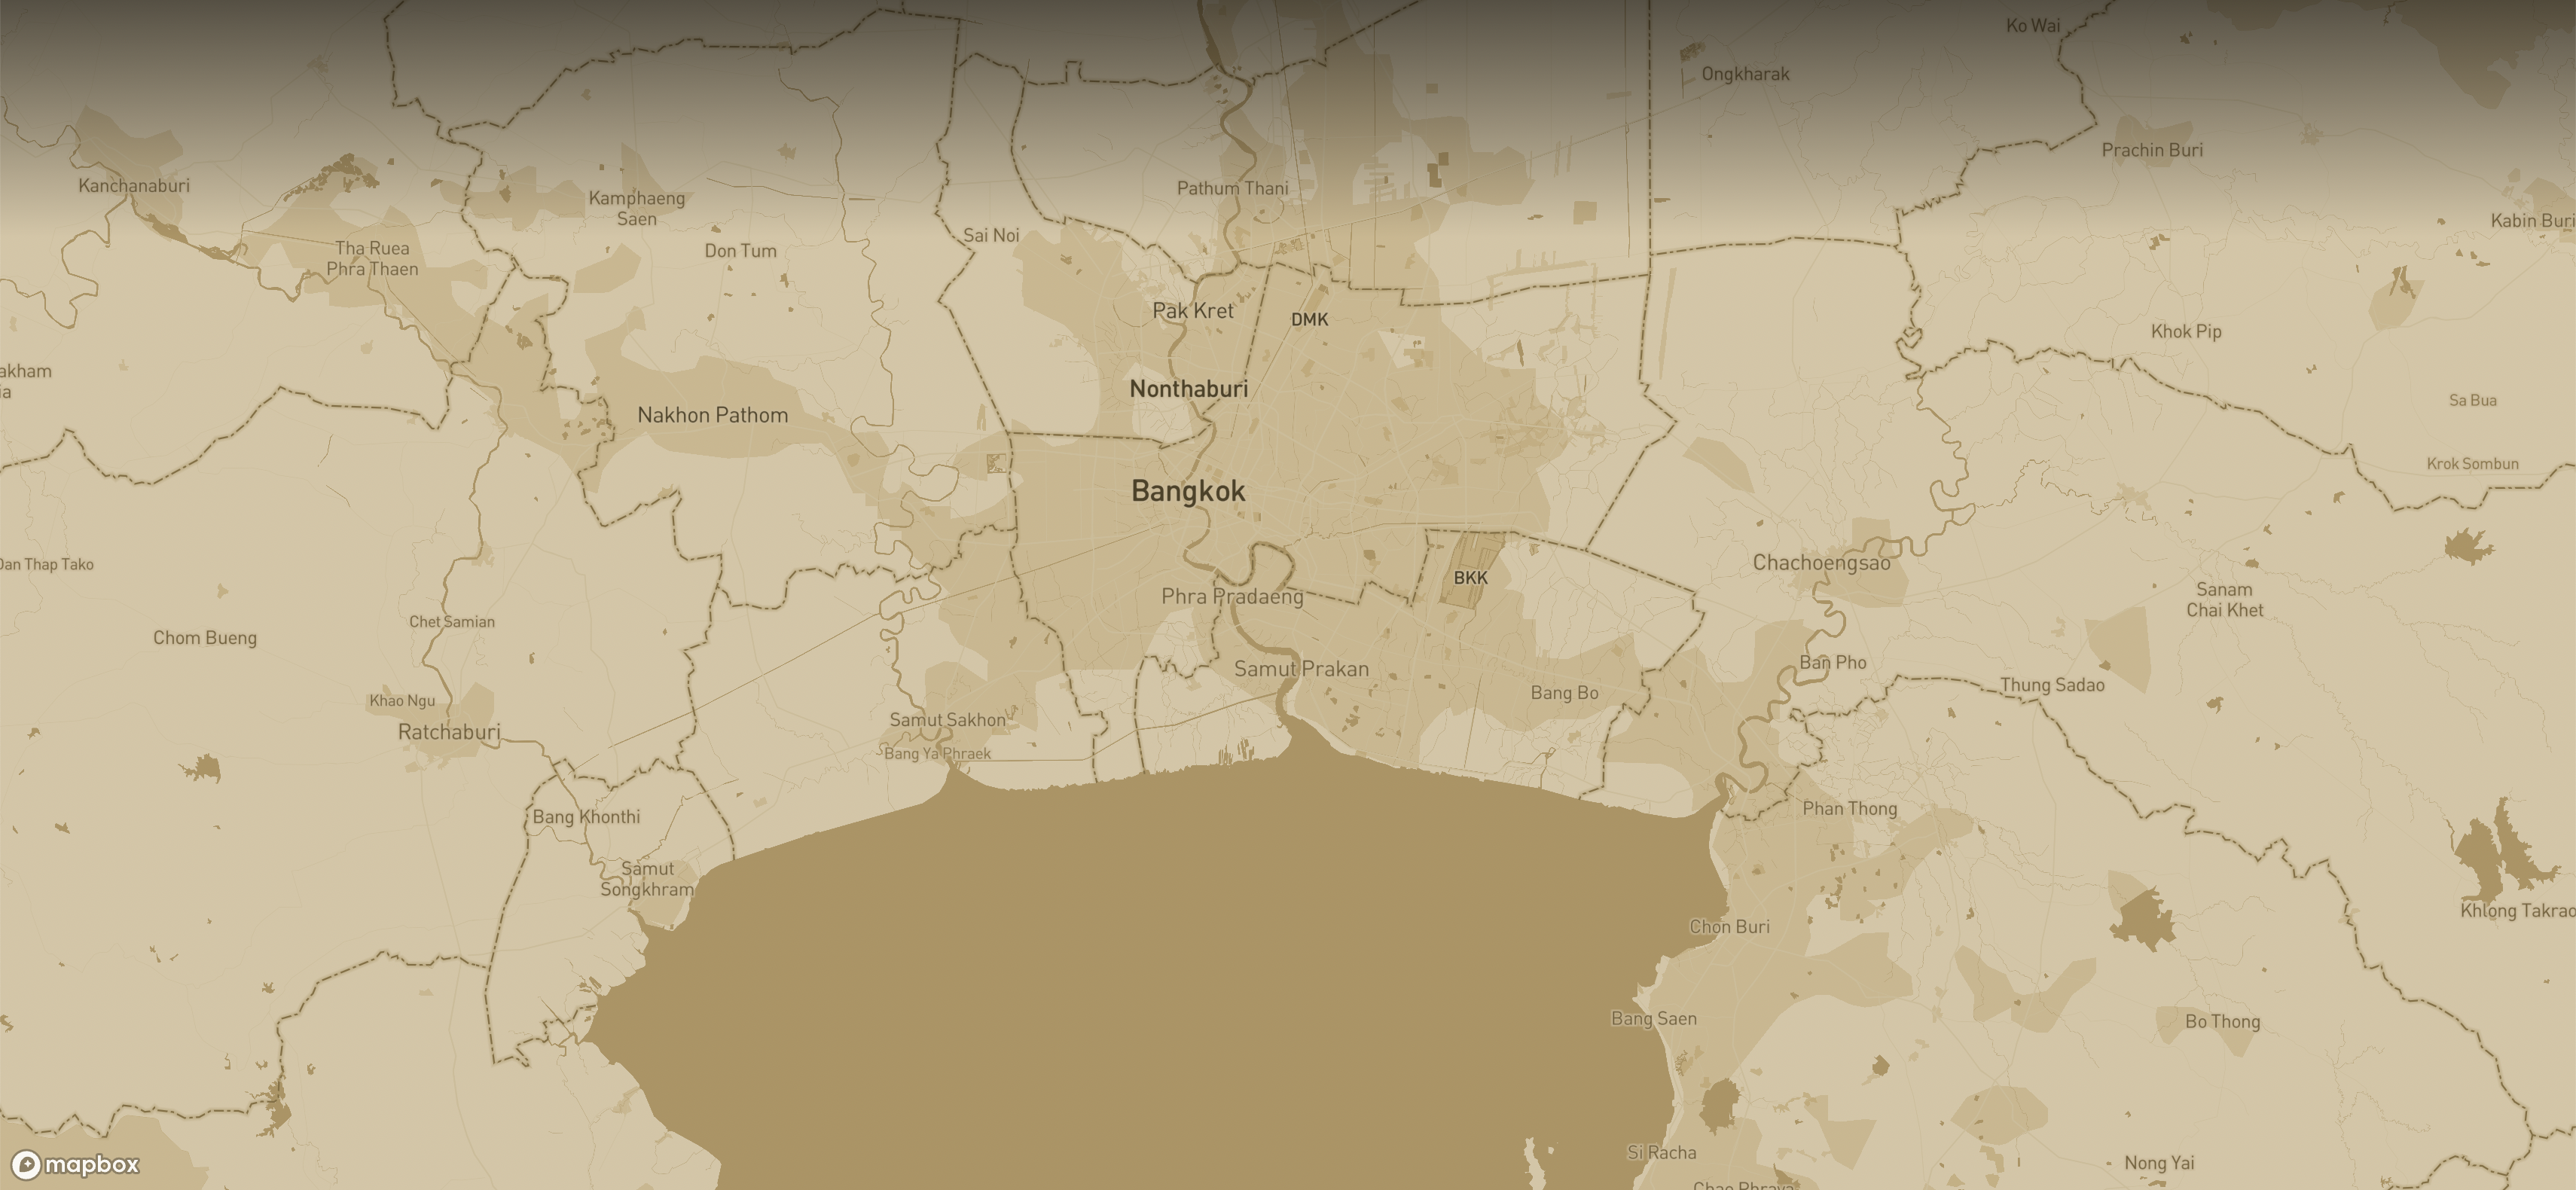 Ko Wai
Ongkharak
Prachin Buri
Kanchanaburi
Pathum Thani
Kamphaeng
Saen
Kabin Buri
Sai Noi
Tha Ruea
Phra Thaen
Don Tum
Pak Kret
DMK
Khok Pip
akham
ia
Nonthaburi
Sa Bua
Nakhon Pathom
Krok Sombun
Bangkok
Dan Thap Tako
Chachoengsao
BKK
Sanam
Chai Khet
Phra Pradaeng
Chet Samian
Chom Bueng
Ban Pho
Samut Prakan
Thung Sadao
Bang Bo
Khao Ngu
Samut Sakhon
Ratchaburi
Bang Ya Phraek
Phan Thong
Bang Khonthi
Samut
Songkhram
Khlong Takrao
Chon Buri
Bang Saen
Bo Thong
Si Racha
Nong Yai
mapbox
Chao Phraya